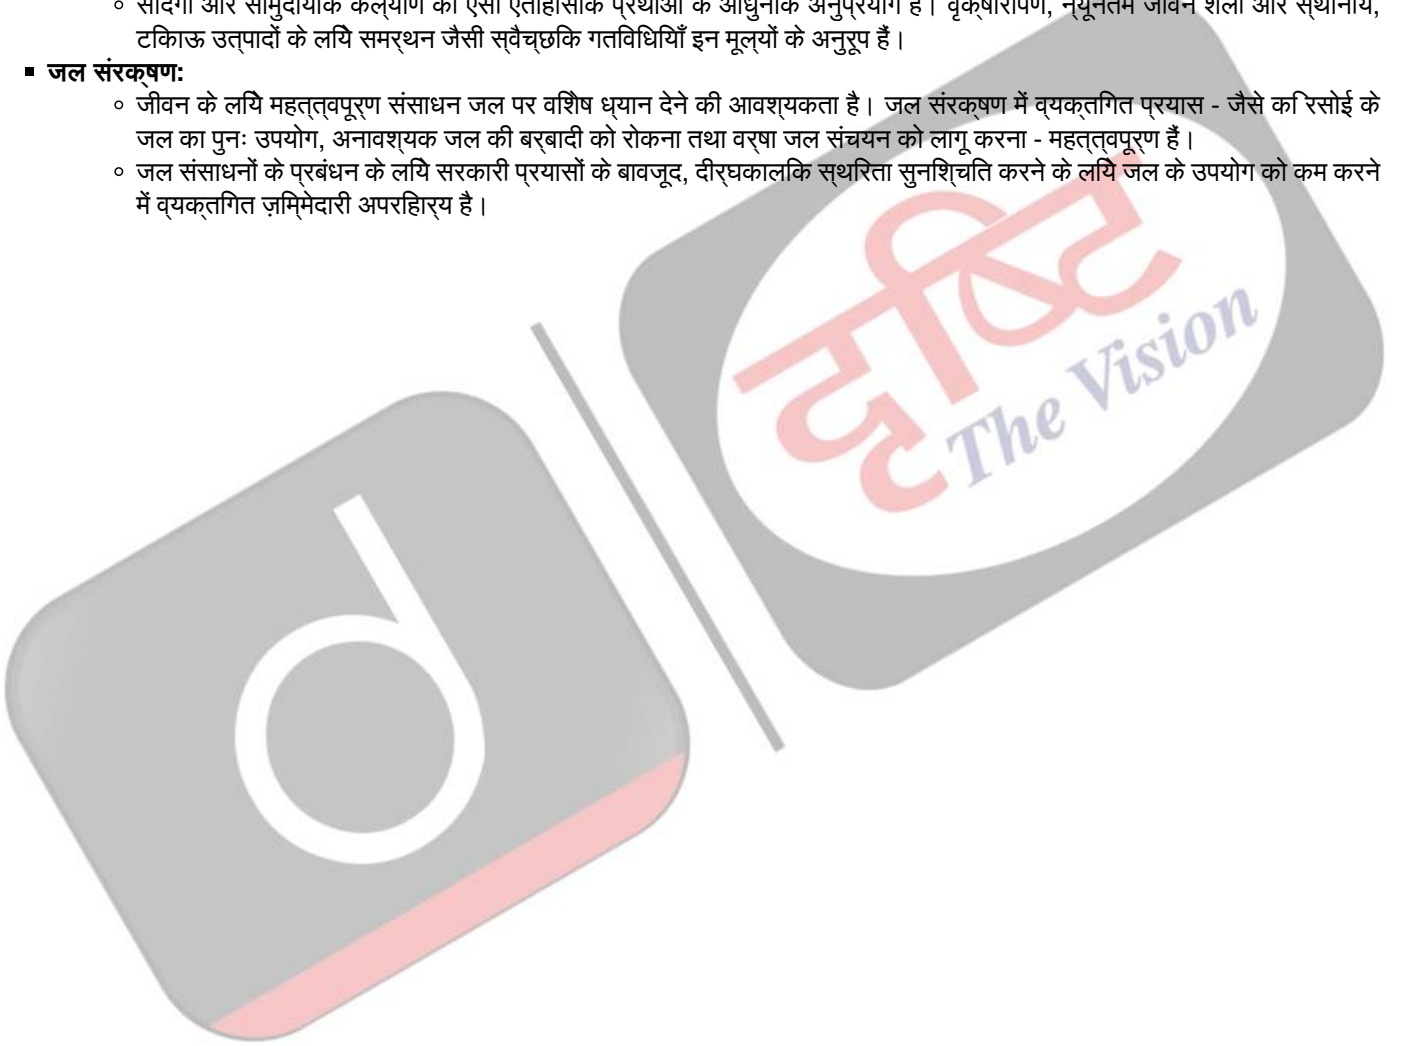 सादगी और सामुदायिक कल्याण की ऐसी ऐतिहासिक प्रथाओं के आधुनिक अनुप्रयोग हैं। वृक्षारोपण, न्यूनतम जीवन शैली और स्थानीय,
टिकाऊ उत्पादों के लिये समर्थन जैसी स्वैच्छिक गतिविधियाँ इन मूल्यों के अनुरूप हैं।
जल संरक्षण:
जीवन के लिये महत्त्वपूर्ण संसाधन जल पर विशेष ध्यान देने की आवश्यकता है। जल संरक्षण में व्यक्तिगत प्रयास - जैसे कि रसोई के
जल का पुनः उपयोग, अनावश्यक जल की बर्बादी को रोकना तथा वर्षा जल संचयन को लागू करना - महत्त्वपूर्ण हैं।
जल संसाधनों के प्रबंधन के लिये सरकारी प्रयासों के बावजूद, दीर्घकालिक स्थिरता सुनिश्चित करने के लिये जल के उपयोग को कम करने
में व्यक्तिगत ज़िम्मेदारी अपरिहार्य है।
दृष्टि
The Vision
d